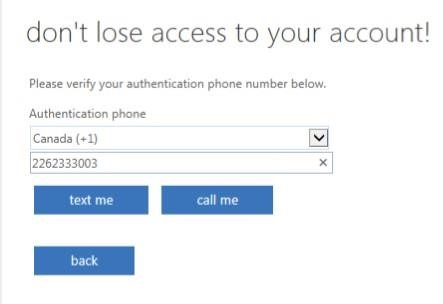 don't lose access to your account!
Please verify your authentication phone number below.
Authentication phone
Canada (+1)
2262333003
text me
call me
back